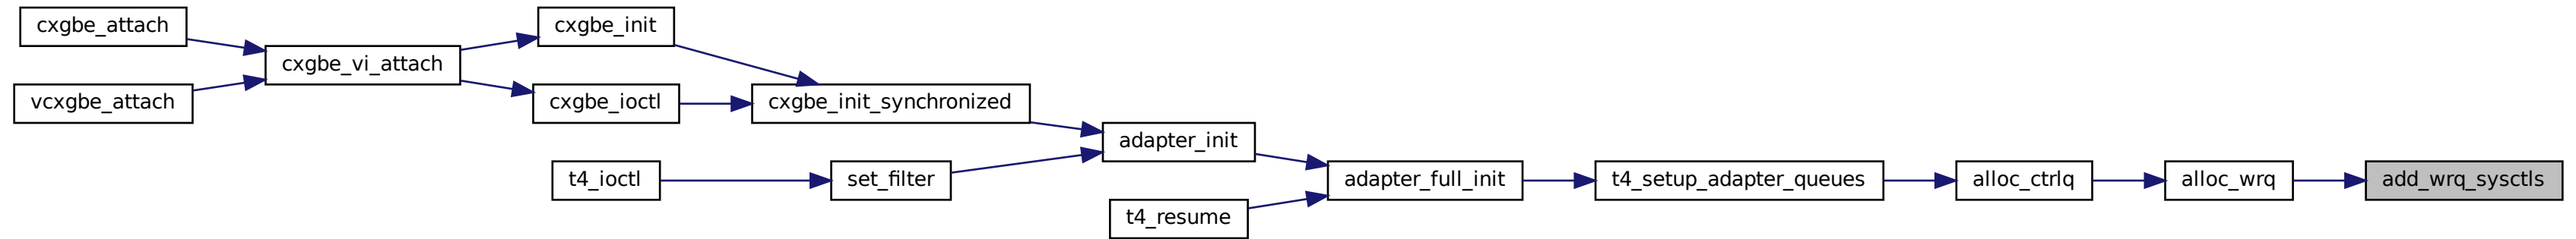 cxgbe_attach
vcxgbe_attach
cxgbe_vi_attach
cxgbe_init
cxgbe_ioctl
t4_ioctl
cxgbe_init_synchronized
set_filter
adapter_init
t4_resume
adapter_full_init
t4_setup_adapter_queues
alloc_ctrlq
alloc_wrq
add_wrq_sysctls